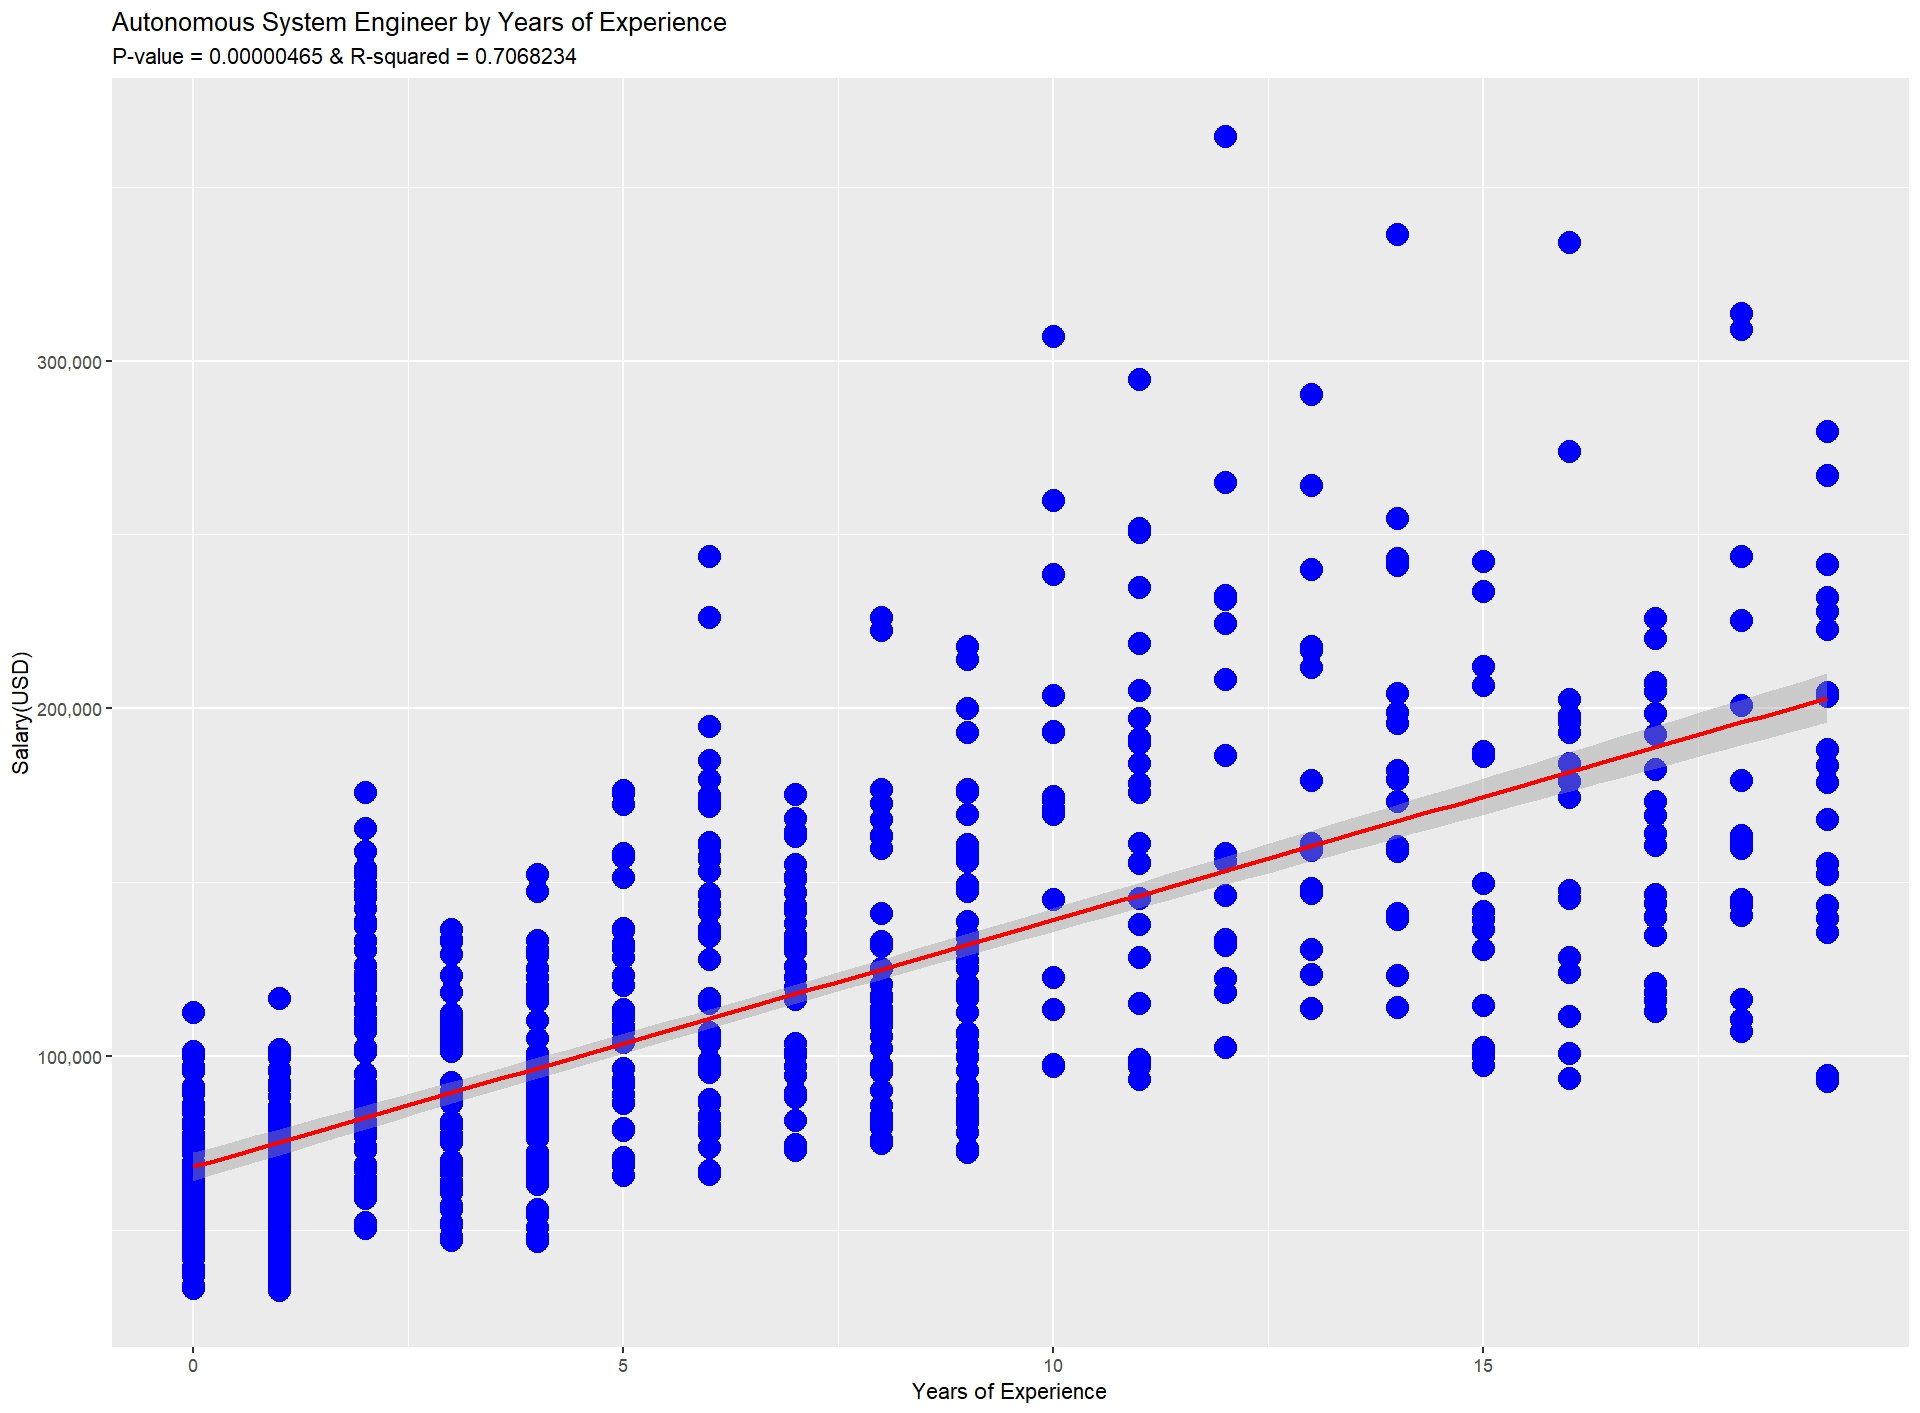 Autonomous System Engineer by Years of Experience
P-value = 0.00000465 & R-squared = 0.7068234
Salary(USD)
300,000
200,000
100,000
0 5 10 15
Years of Experience